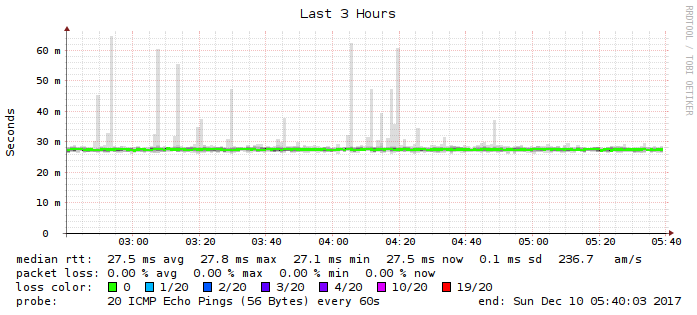 Last 3 Hours
RRDTOOL / TOBI OETIKER
Seconds
60 m
50 m
40 m
30 m
20 m
10 m
0
03:00 03:20 03:40 04:00 04:20 04:40 05:00 05:20 05:40
median rtt: 27.5 ms avg 27.8 ms max 27.1 ms min 27.5 ms now 0.1 ms sd 236.7 am/s
packet loss: 0.00 % avg 0.00 % max 0.00 % min 0.00 % now
loss color: 0 1/20 2/20 3/20 4/20 10/20 19/20
probe: 20 ICMP Echo Pings (56 Bytes) every 60s end: Sun Dec 10 05:40:03 2017